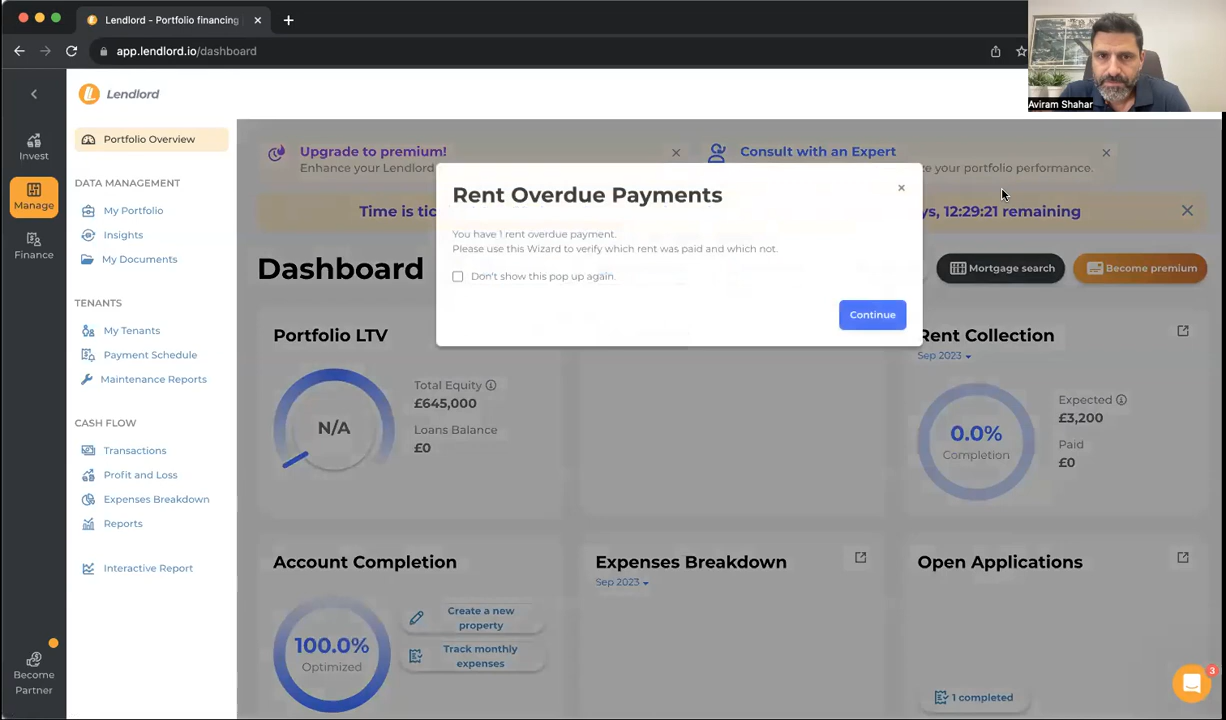 Lendlord - Portfolio financing
app.lendlord.io/dashboard
Aviram Shahar
Lendlord
Invest
Manage
Finance
Become
Partner
Portfolio Overview
DATA MANAGEMENT
My Portfolio
Insights
My Documents
TENANTS
My Tenants
Payment Schedule
Maintenance Reports
CASH FLOW
Transactions
Profit and Loss
Expenses Breakdown
Reports
Interactive Report
Upgrade to premium!
Enhance your Lendlord
Consult with an Expert
your portfolio performance.
Time is
12:29:21 remaining
Dashboard
Mortgage search
Become premium
Rent Overdue Payments
You have 1 rent overdue payment.
Please use this Wizard to verify which rent was paid and which not.
Don't show this pop up again.
Continue
Portfolio LTV
N/A
Total Equity
£645,000
Loans Balance
£0
Rent Collection
Sep 2023
0.0%
Completion
Expected
£3,200
Paid
£0
Account Completion
100.0%
Optimized
Create a new
property
Track monthly
expenses
Expenses Breakdown
Sep 2023
Open Applications
1 completed
3